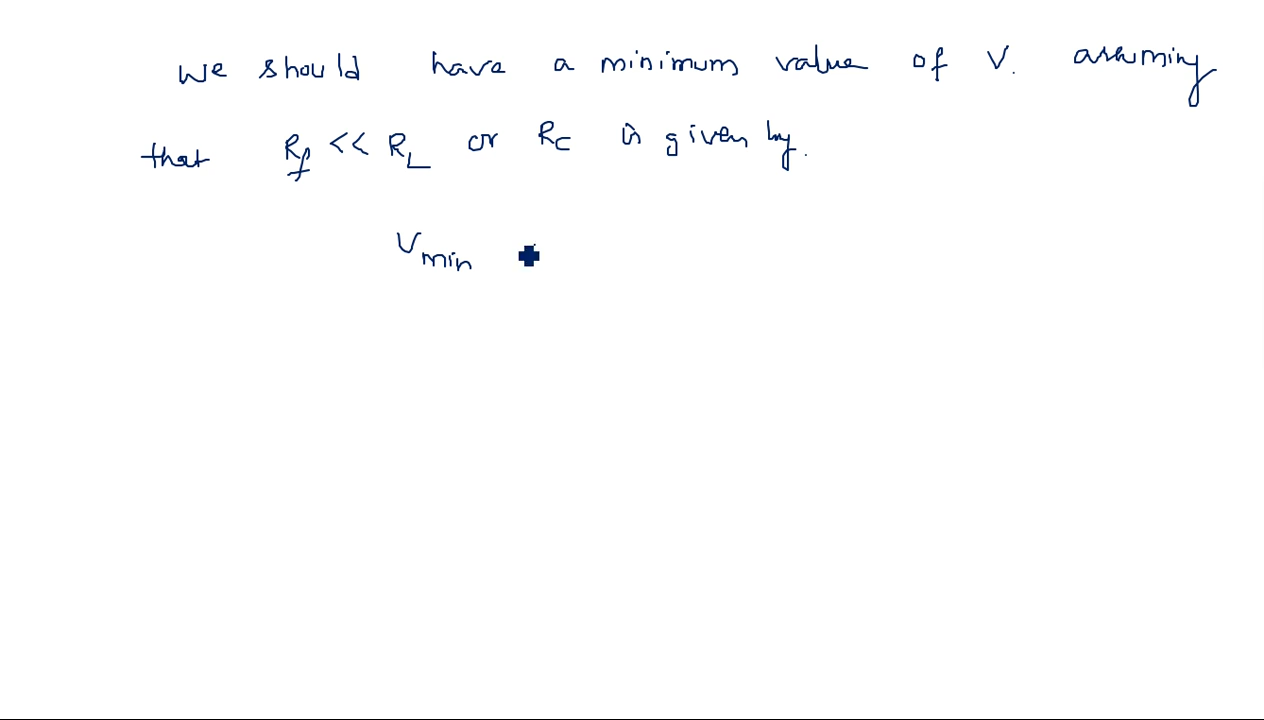 we should have a minimum value of V. assuming
that Rf << RL or RC is given by.
Vmin